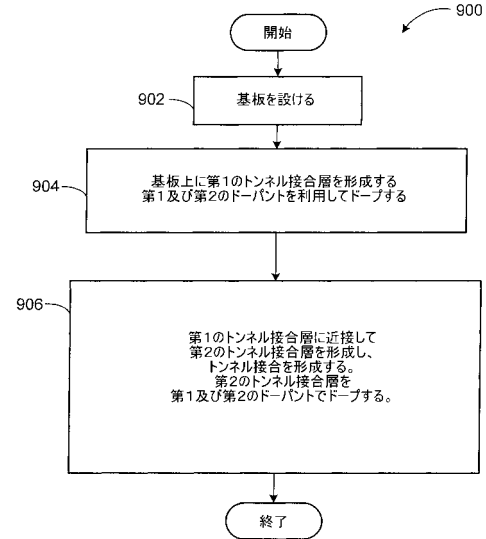 900
開始
902
基板を設ける
904
基板上に第1のトンネル接合層を形成する
第1及び第2のドーパントを利用してドープする
906
第1のトンネル接合層に近接して
第2のトンネル接合層を形成し、
トンネル接合を形成する。
第2のトンネル接合層を
第1及び第2のドーパントでドープする。
終了